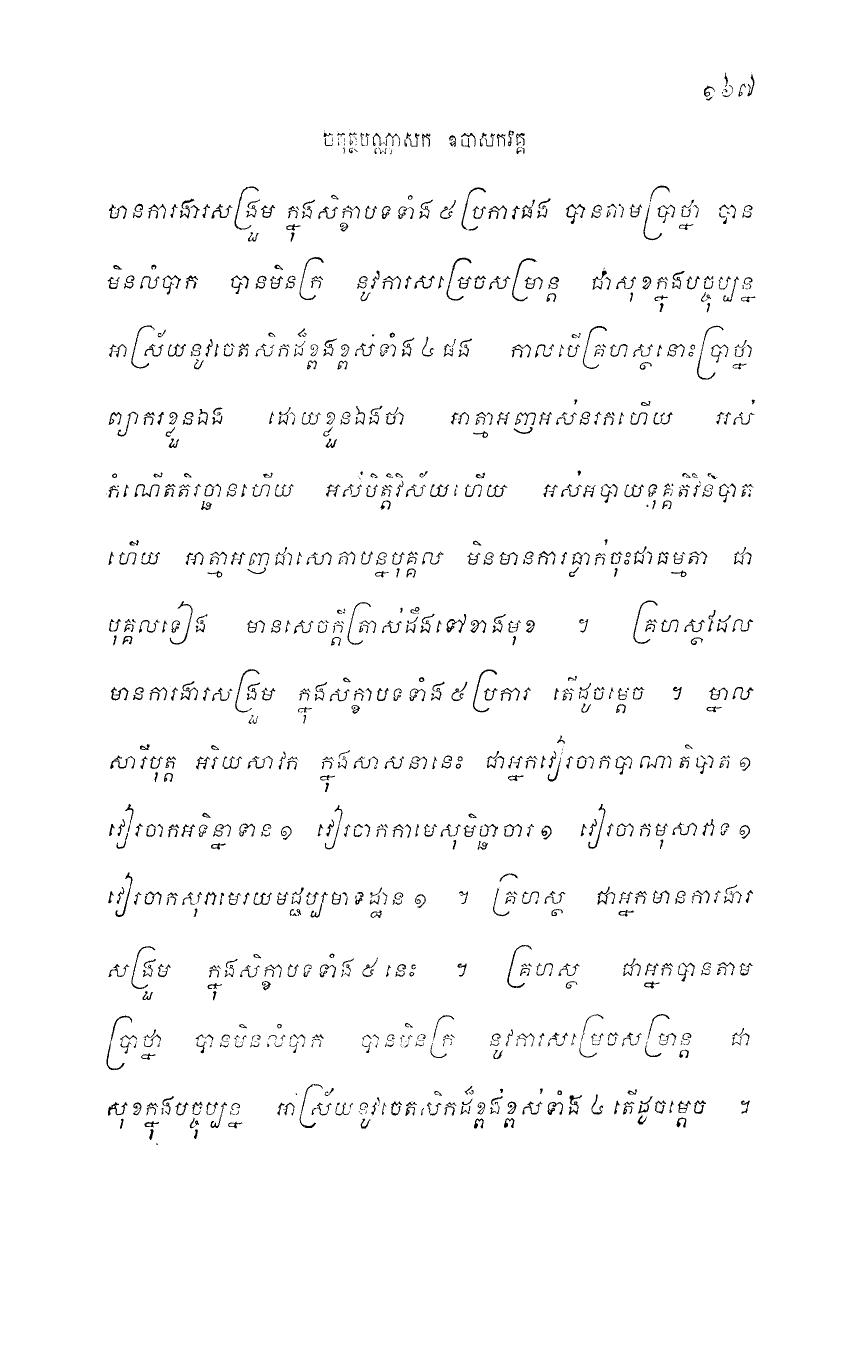 ១៦៧
ចតុត្ថបណ្ណាសក ឧបាសកវគ្គ
មានការងារសង្រួម ក្នុងសិក្ខាបទទាំង ៥ ប្រការផង បានតាមប្រាថ្នា បាន
មិនលំបាក បានមិនក្រ នូវការសម្រេចសម្រាន្ត ជាសុខក្នុងបច្ចុប្បន្ន
អាស្រ័យនូវចេតសិកដ៏ខ្ពង់ខ្ពស់ទាំង ៤ ផង កាលបើគ្រហស្ថនោះប្រាថ្នា
ព្យាករខ្លួនឯង ដោយខ្លួនឯងថា អាត្មាអញអស់នរកហើយ អស់
កំណើតតិរច្ឆានហើយ អស់បិត្តិវិស័យហើយ អស់អបាយទុគ្គតិវិនិបាត
ហើយ អាត្មាអញជាសោតាបន្នបុគ្គល មិនមានការធ្លាក់ចុះជាធម្មតា ជា
បុគ្គលទៀង មានសេចក្តីត្រាស់ដឹងទៅខាងមុខ ។ គ្រហស្ថដែល
មានការងារសង្រួម ក្នុងសិក្ខាបទទាំង ៥ ប្រការ តើដូចម្តេច ។ ម្នាល
សារីបុត្ត អរិយសាវក ក្នុងសាសនានេះ ជាអ្នកវៀរចាកបាណាតិបាត ១
វៀរចាកអទិន្នាទាន ១ វៀរចាកកាមេសុមិច្ឆាចារ ១ វៀរចាកមុសាវាទ ១
វៀរចាកសុរាមេរយមជ្ជប្បមាទដ្ឋាន ១ ។ គ្រហស្ថ ជាអ្នកមានការងារ
សង្រួម ក្នុងសិក្ខាបទទាំង ៥ នេះ ។ គ្រហស្ថ ជាអ្នកបានតាម
ប្រាថ្នា បានមិនលំបាក បានមិនក្រ នូវការសម្រេចសម្រាន្ត ជា
សុខក្នុងបច្ចុប្បន្ន អាស្រ័យនូវចេតសិកដ៏ខ្ពង់ខ្ពស់ទាំង ៤ តើដូចម្តេច ។